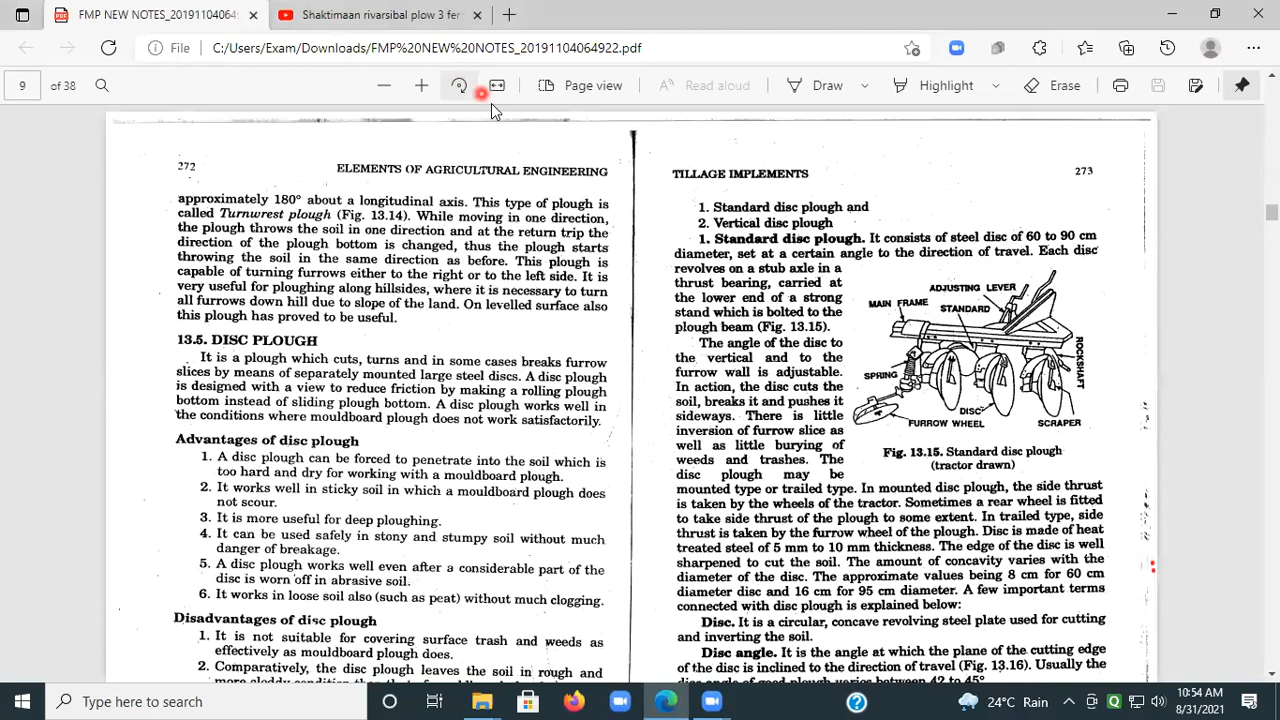 FMP NEW NOTES_20191104064
Shaktimaan rivarsibal plow 3 fer
File
C:/Users/Exam/Downloads/FMP%20NEW%20NOTES_20191104064922.pdf
9 of 38
Page view
Read aloud
Draw
Highlight
Erase
272
ELEMENTS OF AGRICULTURAL ENGINEERING
approximately 180° about a longitudinal axis. This type of plough is
called Turnwrest plough (Fig. 13.14). While moving in one direction,
the plough throws the soil in one direction and at the return trip the
direction of the plough bottom is changed, thus the plough starts
throwing the soil in the same direction as before. This plough is
capable of turning furrows either to the right or to the left side. It is
very useful for ploughing along hillsides, where it is necessary to turn
all furrows down hill due to slope of the land. On levelled surface also
this plough has proved to be useful.
13.5. DISC PLOUGH
It is a plough which cuts, turns and in some cases breaks furrow
slices by means of separately mounted large steel discs. A disc plough
is designed with a view to reduce friction by making a rolling plough
bottom instead of sliding plough bottom. A disc plough works well in
the conditions where mouldboard plough does not work satisfactorily.
Advantages of disc plough
1. A disc plough can be forced to penetrate into the soil which is
too hard and dry for working with a mouldboard plough.
2. It works well in sticky soil in which a mouldboard plough does
not scour.
3. It is more useful for deep ploughing.
4. It can be used safely in stony and stumpy soil without much
danger of breakage.
5. A disc plough works well even after a considerable part of the
disc is worn off in abrasive soil.
6. It works in loose soil also (such as peat) without much clogging.
Disadvantages of disc plough
1. It is not suitable for covering surface trash and weeds as
effectively as mouldboard plough does.
2. Comparatively, the disc plough leaves the soil in rough and
TILLAGE IMPLEMENTS
273
1. Standard disc plough and
2. Vertical disc plough
1. Standard disc plough. It consists of steel disc of 60 to 90 cm
diameter, set at a certain angle to the direction of travel. Each disc
revolves on a stub axle in a
thrust bearing, carried at
the lower end of a strong
stand which is bolted to the
plough beam (Fig. 13.15).
The angle of the disc to
the vertical and to the
furrow wall is adjustable.
In action, the disc cuts the
soil, breaks it and pushes it
sideways. There is little
inversion of furrow slice as
well as little burying of
weeds and trashes. The
disc plough may be
ADJUSTING LEVER
MAIN FRAME
STANDARD
ROCKSHAFT
SPRING
DISC
FURROW WHEEL
SCRAPER
Fig. 13.15. Standard disc plough
(tractor drawn)
mounted type or trailed type. In mounted disc plough, the side thrust
is taken by the wheels of the tractor. Sometimes a rear wheel is fitted
to take side thrust of the plough to some extent. In trailed type, side
thrust is taken by the furrow wheel of the plough. Disc is made of heat
treated steel of 5 mm to 10 mm thickness. The edge of the disc is well
sharpened to cut the soil. The amount of concavity varies with the
diameter of the disc. The approximate values being 8 cm for 60 cm
diameter disc and 16 cm for 95 cm diameter. A few important terms
connected with disc plough is explained below:
Disc. It is a circular, concave revolving steel plate used for cutting
and inverting the soil.
Disc angle. It is the angle at which the plane of the cutting edge
of the disc is inclined to the direction of travel (Fig. 13.16). Usually the
disc angle of good plough varies between 42 to 45°
Type here to search
24°C Rain
10:54 AM
8/31/2021